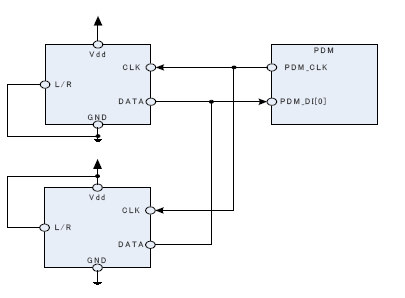 Vdd
CLK
L/R
DATA
GND
PDM
PDM_CLK
PDM_DI[0]
Vdd
CLK
L/R
DATA
GND